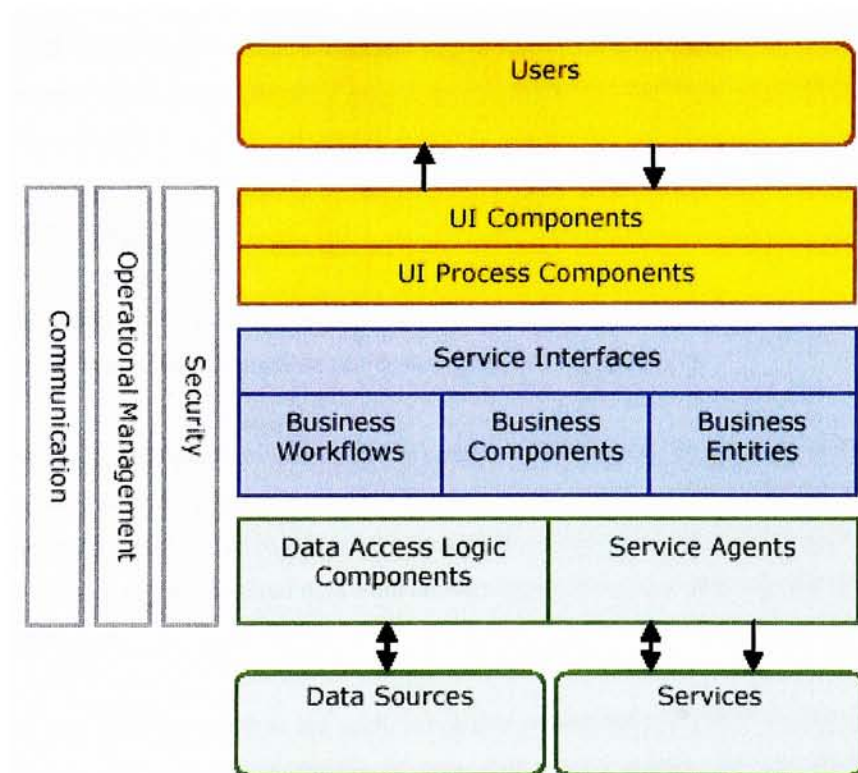 Users
UI Components
UI Process Components
Communication
Operational Management
Security
Service Interfaces
Business
Workflows
Business
Components
Business
Entities
Data Access Logic
Components
Service Agents
Data Sources
Services